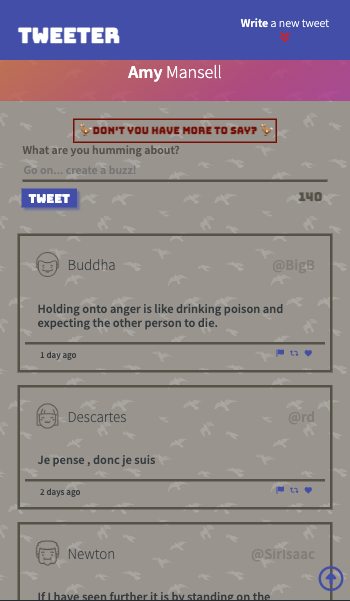 TWEETER
Write a new tweet
Amy Mansell
DON'T YOU HAVE MORE TO SAY?
What are you humming about?
Go on... create a buzz!
TWEET
140
Buddha
@BigB
Holding onto anger is like drinking poison and
expecting the other person to die.
1 day ago
Descartes
@rd
Je pense , donc je suis
2 days ago
Newton
@SirIsaac
If I have seen further it is by standing on the